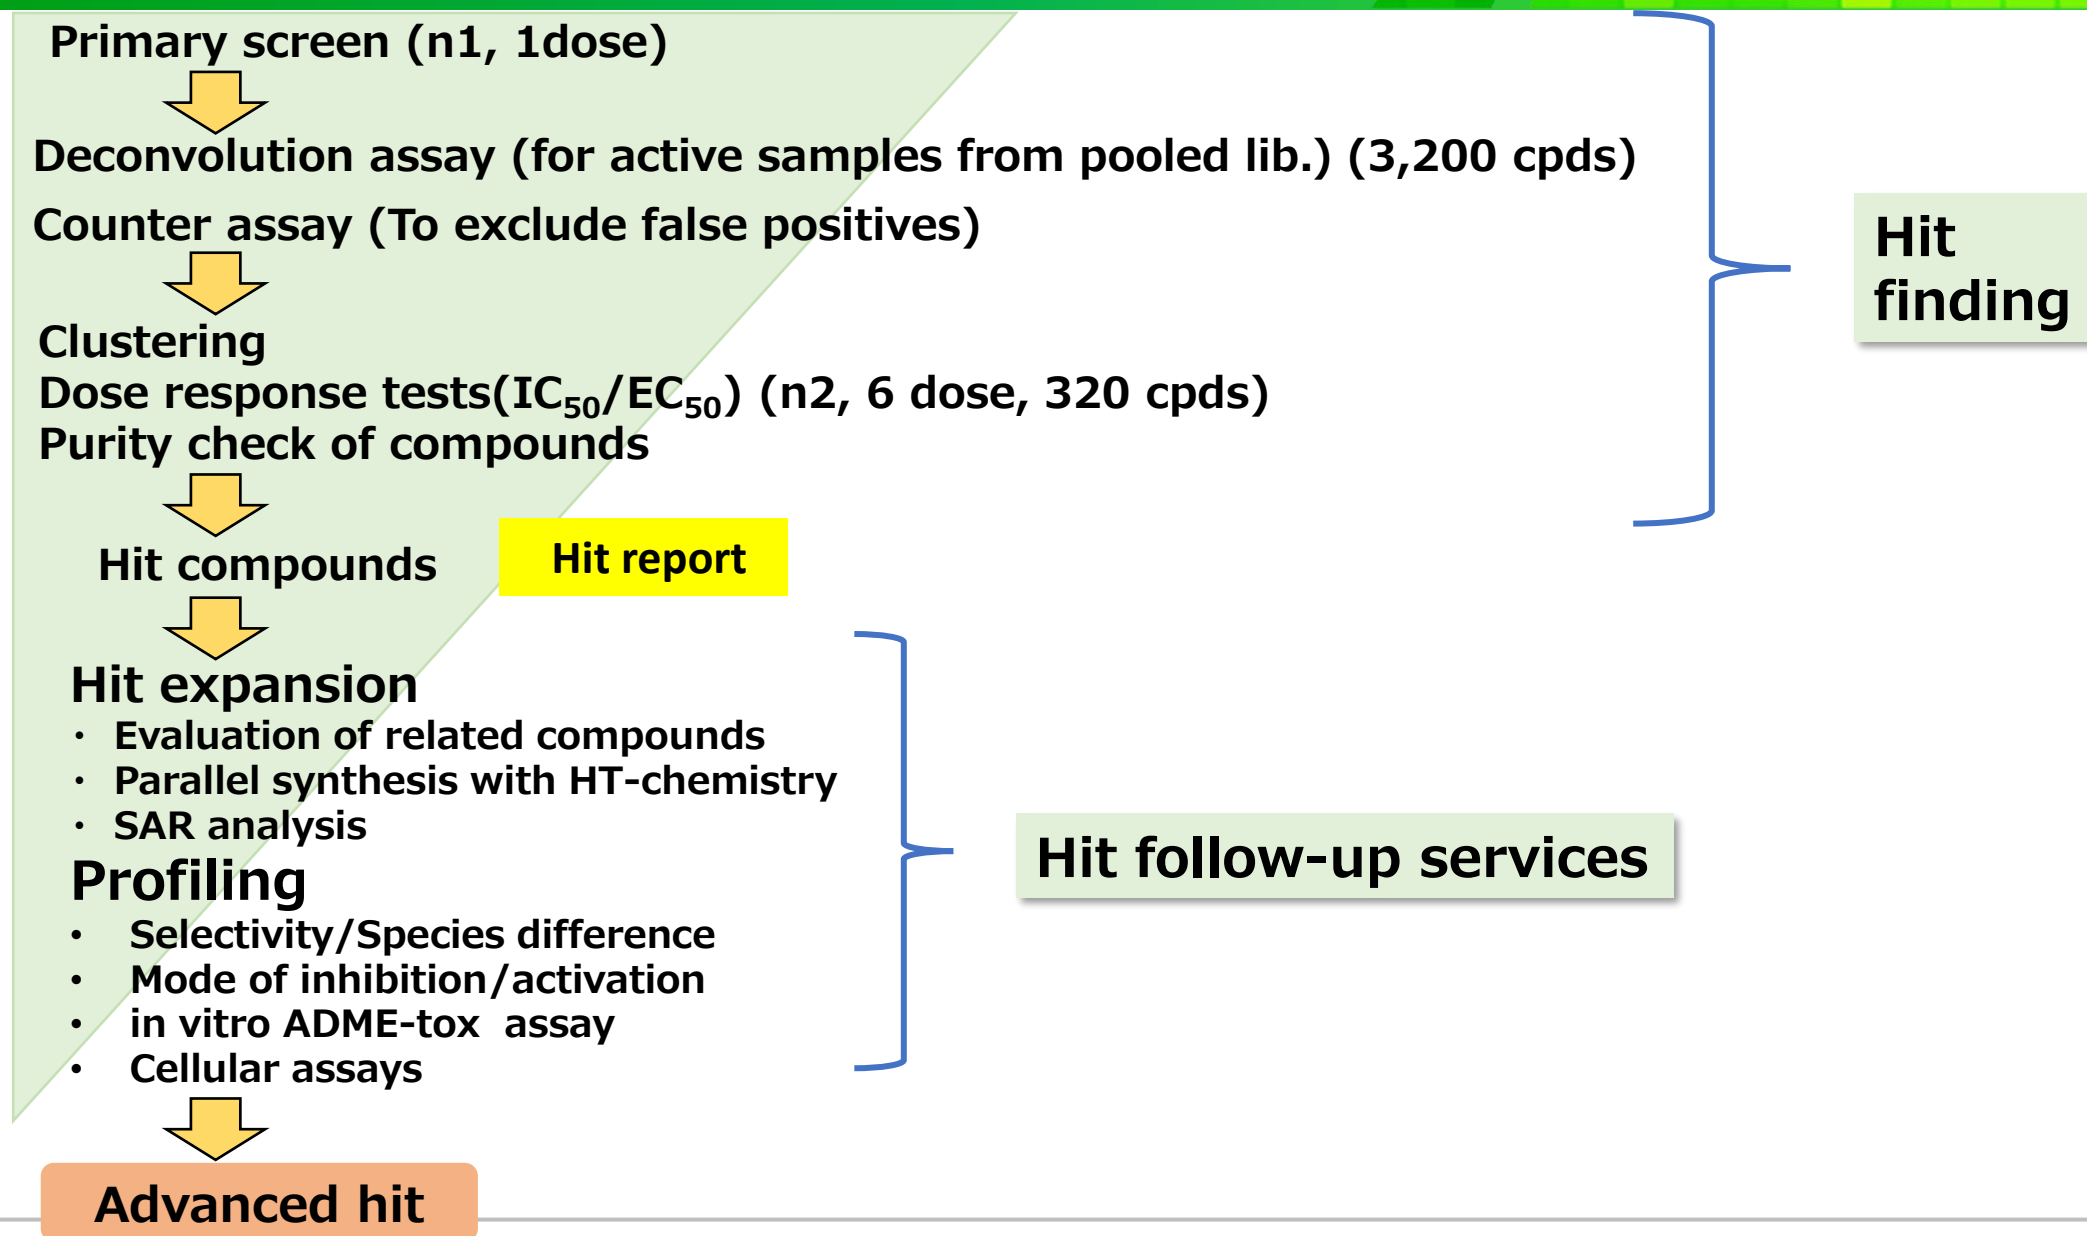 Primary screen (n1, 1dose)
Deconvolution assay (for active samples from pooled lib.) (3,200 cpds)
Counter assay (To exclude false positives)
Clustering
Dose response tests(IC₅₀/EC₅₀) (n2, 6 dose, 320 cpds)
Purity check of compounds
Hit
finding
Hit compounds
Hit report
Hit expansion
・ Evaluation of related compounds
・ Parallel synthesis with HT-chemistry
・ SAR analysis
Profiling
• Selectivity/Species difference
• Mode of inhibition/activation
• in vitro ADME-tox assay
• Cellular assays
Hit follow-up services
Advanced hit